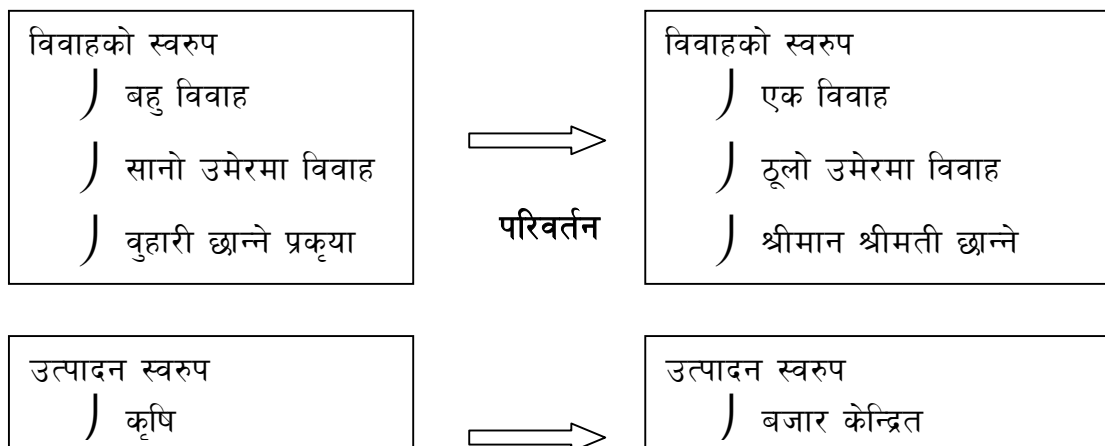 विवाहको स्वरुप
बहु विवाह
सानो उमेरमा विवाह
वुहारी छान्ने प्रकृया
परिवर्तन
विवाहको स्वरुप
एक विवाह
ठूलो उमेरमा विवाह
श्रीमान श्रीमती छान्ने
उत्पादन स्वरुप
कृषि
उत्पादन स्वरुप
बजार केन्द्रित